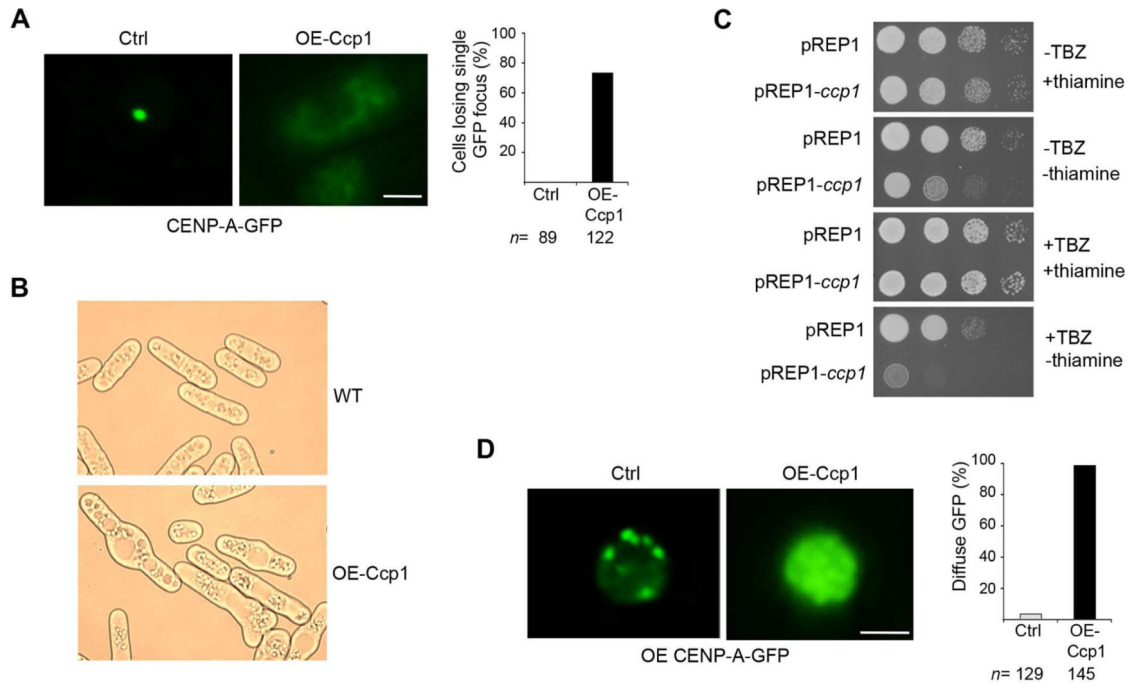 A
Ctrl
OE-Ccp1
CENP-A-GFP
Cells losing single
GFP focus (%)
100
80
60
40
20
Ctrl
OE-
Ccp1
n= 89 122
B
WT
OE-Ccp1
C
pREP1
-TBZ
pREP1-ccp1
+thiamine
pREP1
-TBZ
pREP1-ccp1
-thiamine
pREP1
+TBZ
pREP1-ccp1
+thiamine
pREP1
+TBZ
pREP1-ccp1
-thiamine
D
Ctrl
OE-Ccp1
OE CENP-A-GFP
Diffuse GFP (%)
100
80
60
40
20
Ctrl
OE-
Ccp1
n= 129 145